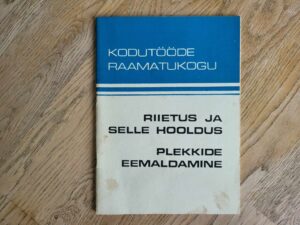 KODUTÖÖDE
RAAMATUKOGU
RIIETUS JA
SELLE HOOLDUS
PLEKKIDE
EEMALDAMINE